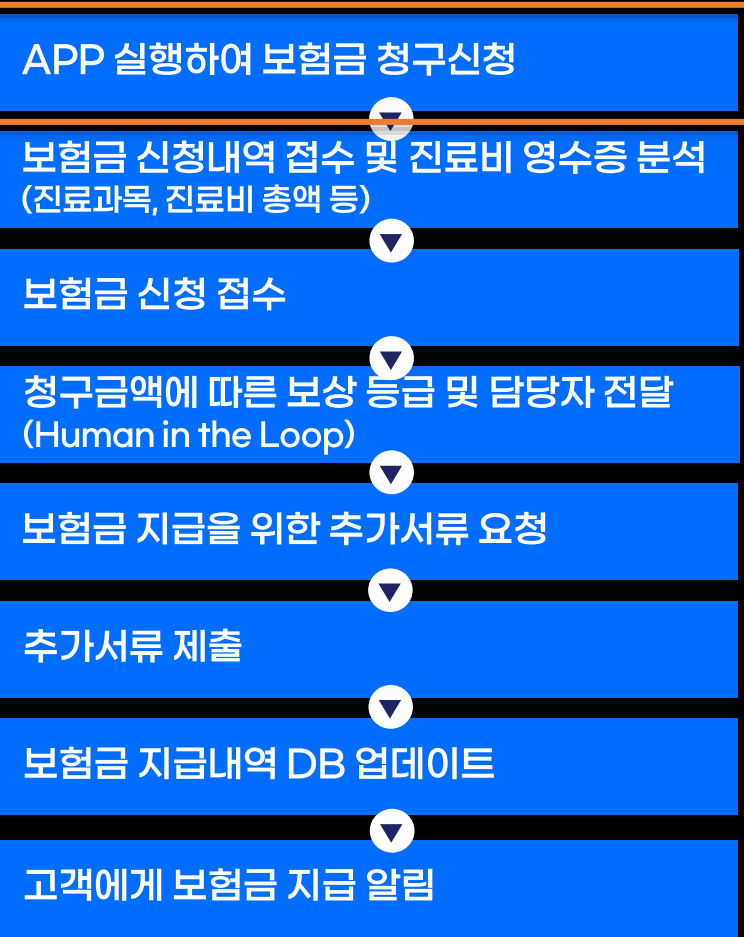 APP 실행하여 보험금 청구신청
보험금 신청내역 접수 및 진료비 영수증 분석
(진료과목, 진료비 총액 등)
보험금 신청 접수
청구금액에 따른 보상 등급 및 담당자 전달
(Human in the Loop)
보험금 지급을 위한 추가서류 요청
추가서류 제출
보험금 지급내역 DB 업데이트
고객에게 보험금 지급 알림